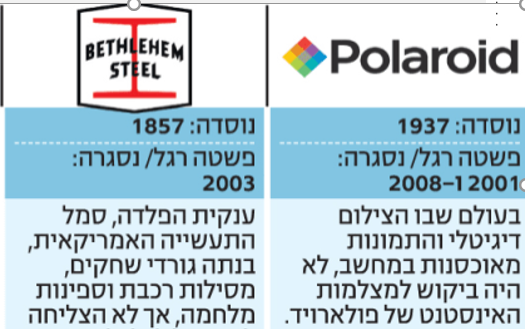 Polaroid
נוסדה: 1937
פשטה רגל/ נסגרה:
2001 ו-2008
בעולם שבו הצילום
דיגיטלי והתמונות
מאוכסנות במחשב, לא
היה ביקוש למצלמות
האינסטנט של פולארויד.
BETHLEHEM
STEEL
נוסדה: 1857
פשטה רגל/ נסגרה:
2003
ענקית הפלדה, סמל
התעשייה האמריקאית,
בנתה גורדי שחקים,
מסילות רכבת וספינות
מלחמה, אך לא הצליחה